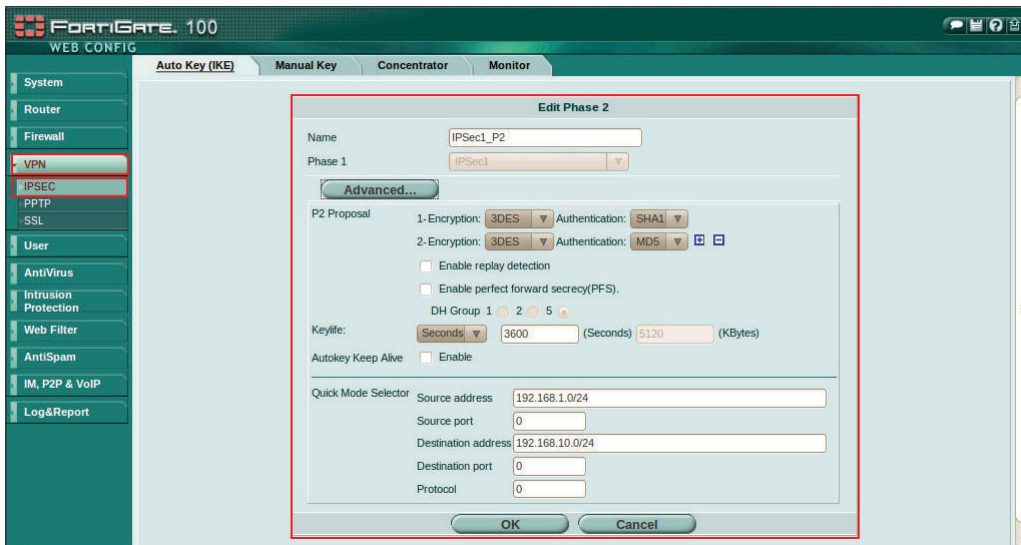 FORTIGATE. 100
WEB CONFIG
Auto Key (IKE) Manual Key Concentrator Monitor
System
Router
Firewall
VPN
IPSEC
PPTP
SSL
User
AntiVirus
Intrusion
Protection
Web Filter
AntiSpam
IM, P2P & VoIP
Log&Report
Edit Phase 2
Name IPSec1_P2
Phase 1 IPSec1
Advanced...
P2 Proposal 1- Encryption: 3DES Authentication: SHA1
2- Encryption: 3DES Authentication: MD5
Enable replay detection
Enable perfect forward secrecy(PFS).
DH Group 1 2 5
Keylife: Seconds 3600 (Seconds) 5120 (KBytes)
Autokey Keep Alive Enable
Quick Mode Selector Source address 192.168.1.0/24
Source port 0
Destination address 192.168.10.0/24
Destination port 0
Protocol 0
OK Cancel